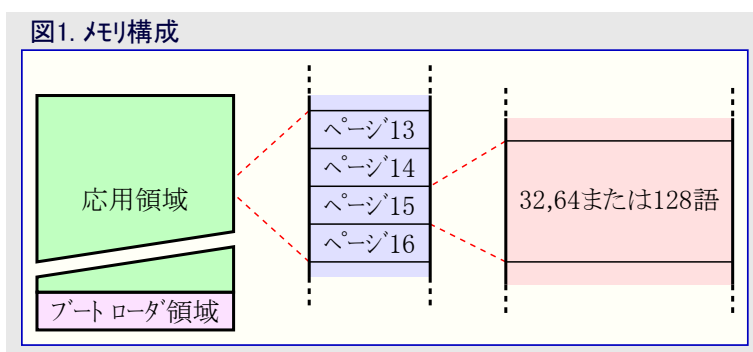 図1. メモリ構成
応用領域
ブート ローダ領域
ページ13
ページ14
ページ15
ページ16
32,64または128語